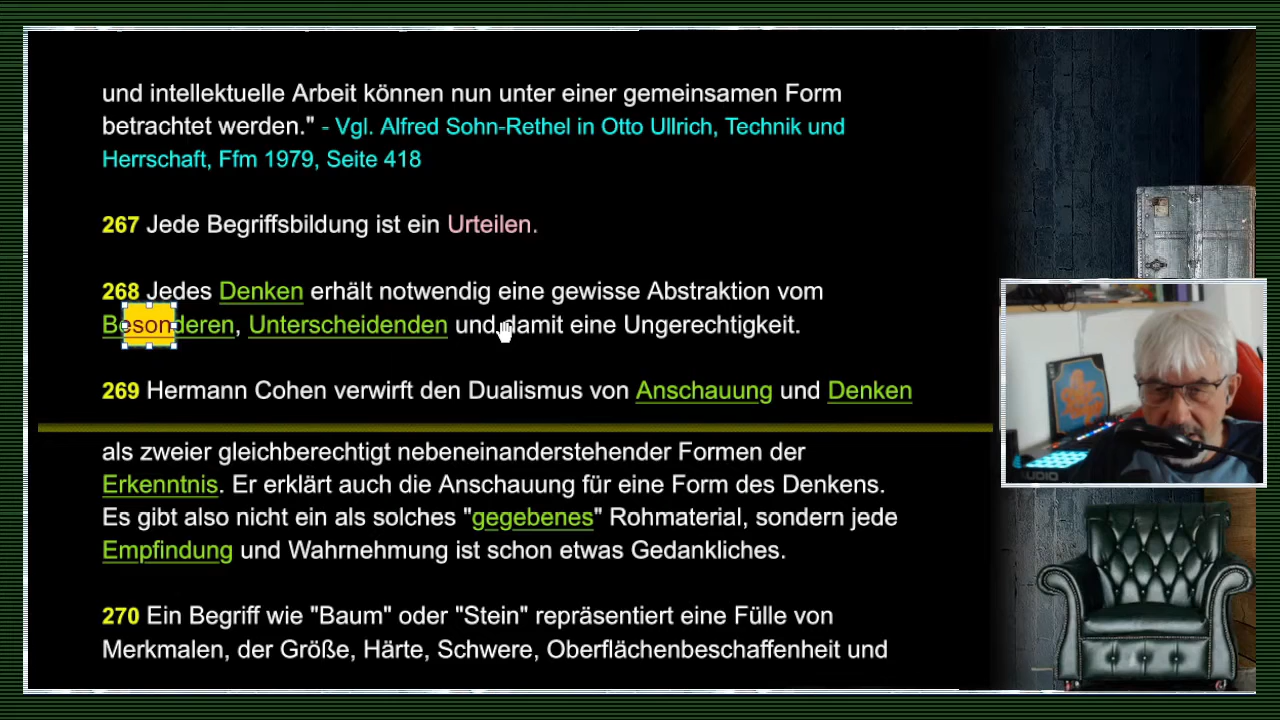 und intellektuelle Arbeit können nun unter einer gemeinsamen Form
betrachtet werden." - Vgl. Alfred Sohn-Rethel in Otto Ullrich, Technik und
Herrschaft, Ffm 1979, Seite 418
267 Jede Begriffsbildung ist ein Urteilen.
268 Jedes Denken erhält notwendig eine gewisse Abstraktion vom
Besonderen, Unterscheidenden und damit eine Ungerechtigkeit.
269 Hermann Cohen verwirft den Dualismus von Anschauung und Denken
als zweier gleichberechtigt nebeneinanderstehender Formen der
Erkenntnis. Er erklärt auch die Anschauung für eine Form des Denkens.
Es gibt also nicht ein als solches "gegebenes" Rohmaterial, sondern jede
Empfindung und Wahrnehmung ist schon etwas Gedankliches.
270 Ein Begriff wie "Baum" oder "Stein" repräsentiert eine Fülle von
Merkmalen, der Größe, Härte, Schwere, Oberflächenbeschaffenheit und